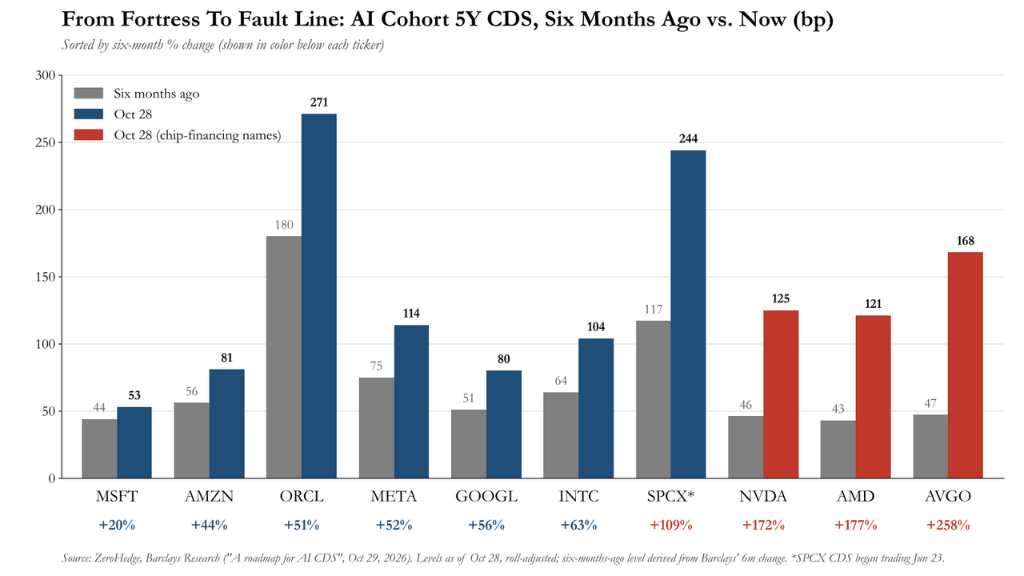 From Fortress To Fault Line: AI Cohort 5Y CDS, Six Months Ago vs. Now (bp)
Sorted by six-month % change (shown in color below each ticker)
300
250
200
150
100
50
0
Six months ago
Oct 28
Oct 28 (chip-financing names)
44 53
56 81
180 271
75 114
51 80
64 104
117 244
46 125
43 121
47 168
MSFT AMZN ORCL META GOOGL INTC SPCX* NVDA AMD AVGO
+20% +44% +51% +52% +56% +63% +109% +172% +177% +258%
Source: ZeroHedge, Barclays Research ("A roadmap for AI CDS", Oct 29, 2026). Levels as of Oct 28, roll-adjusted; six-months-ago level derived from Barclays' 6m change. *SPCX CDS began trading Jun 23.